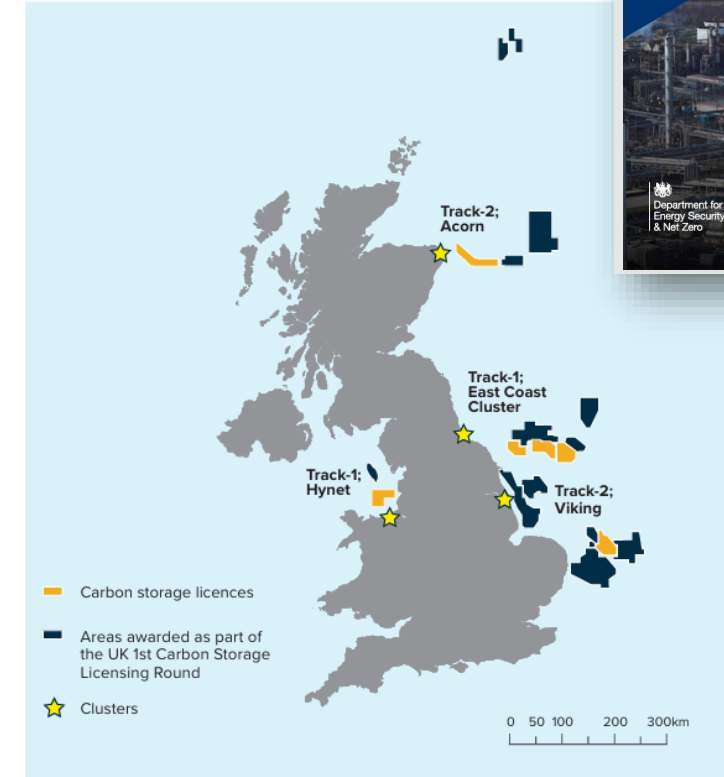 Department for
Energy Security
& Net Zero
Track-2;
Acorn
Track-1;
East Coast
Cluster
Track-1;
Hynet
Track-2;
Viking
Carbon storage licences
Areas awarded as part of
the UK 1st Carbon Storage
Licensing Round
Clusters
0 50 100 200 300km